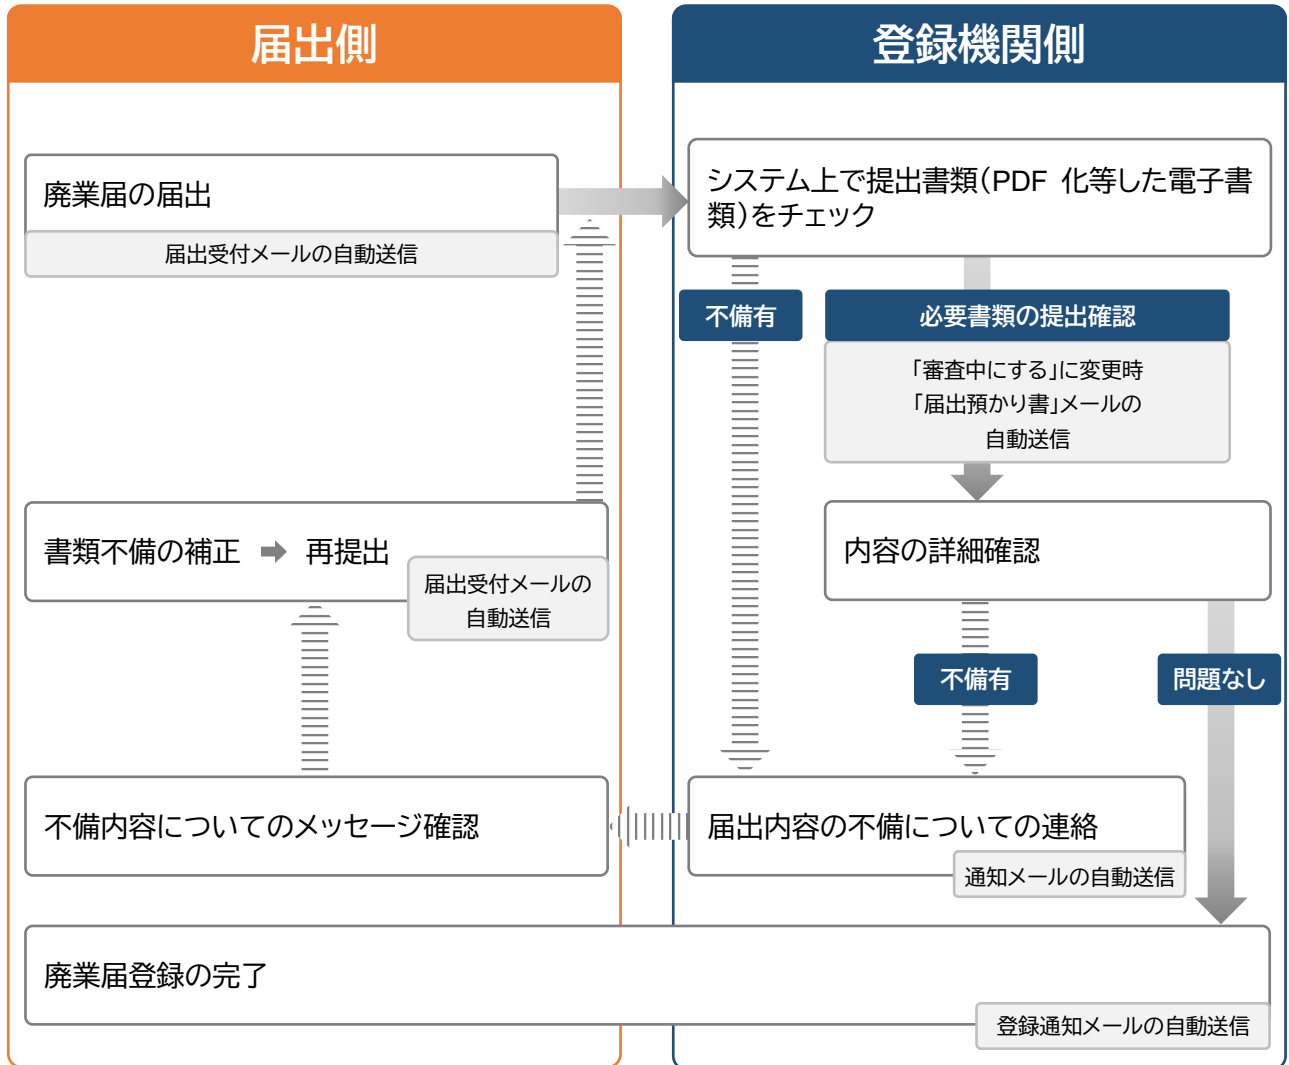 届出側
登録機関側
廃業届の届出
届出受付メールの自動送信
システム上で提出書類(PDF 化等した電子書
類)をチェック
不備有
必要書類の提出確認
「審査中にする」に変更時
「届出預かり書」メールの
自動送信
書類不備の補正 ➡ 再提出
届出受付メールの
自動送信
内容の詳細確認
不備有
問題なし
不備内容についてのメッセージ確認
届出内容の不備についての連絡
通知メールの自動送信
廃業届登録の完了
登録通知メールの自動送信